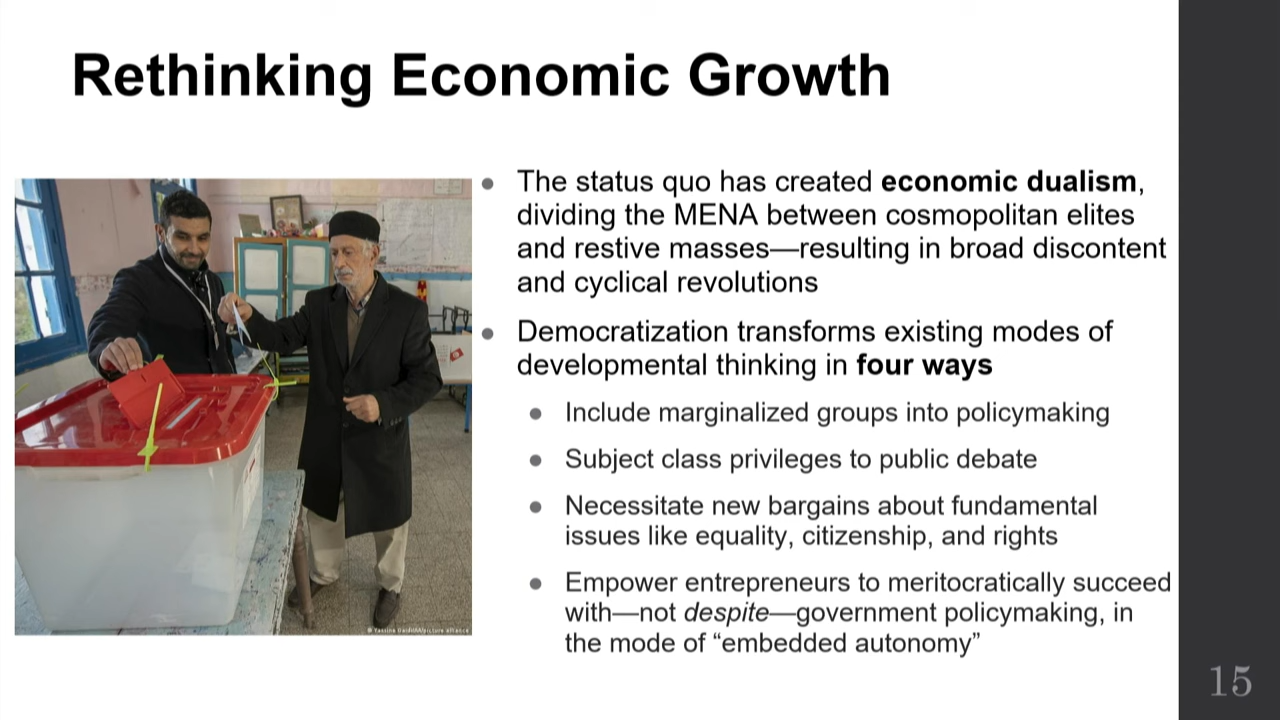 Rethinking Economic Growth
The status quo has created economic dualism,
dividing the MENA between cosmopolitan elites
and restive masses—resulting in broad discontent
and cyclical revolutions
Democratization transforms existing modes of
developmental thinking in four ways
Include marginalized groups into policymaking
Subject class privileges to public debate
Necessitate new bargains about fundamental
issues like equality, citizenship, and rights
Empower entrepreneurs to meritocratically succeed
with—not despite—government policymaking, in
the mode of “embedded autonomy”
15